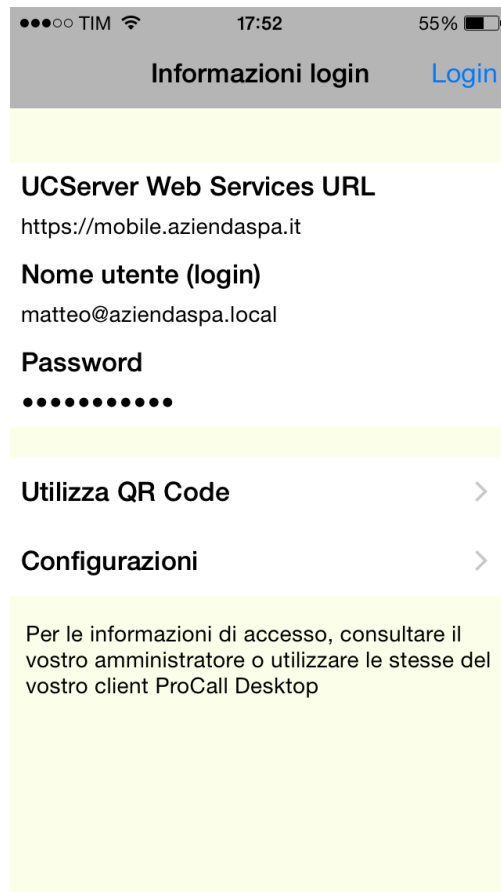 TIM 17:52 55%
Informazioni login Login
UCServer Web Services URL
https://mobile.aziendaspa.it
Nome utente (login)
matteo@aziendaspa.local
Password
•••••••••••
Utilizza QR Code
Configurazioni
Per le informazioni di accesso, consultare il
vostro amministratore o utilizzare le stesse del
vostro client ProCall Desktop